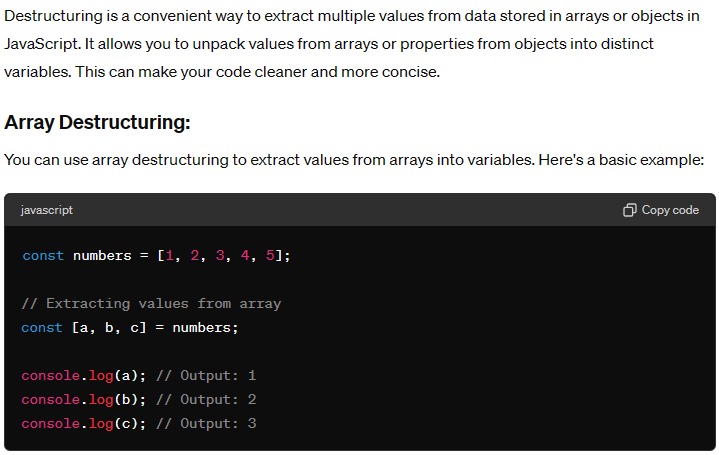 Destructuring is a convenient way to extract multiple values from data stored in arrays or objects in
JavaScript. It allows you to unpack values from arrays or properties from objects into distinct
variables. This can make your code cleaner and more concise.
Array Destructuring:
You can use array destructuring to extract values from arrays into variables. Here's a basic example:
javascript Copy code
const numbers = [1, 2, 3, 4, 5];
// Extracting values from array
const [a, b, c] = numbers;
console.log(a); // Output: 1
console.log(b); // Output: 2
console.log(c); // Output: 3